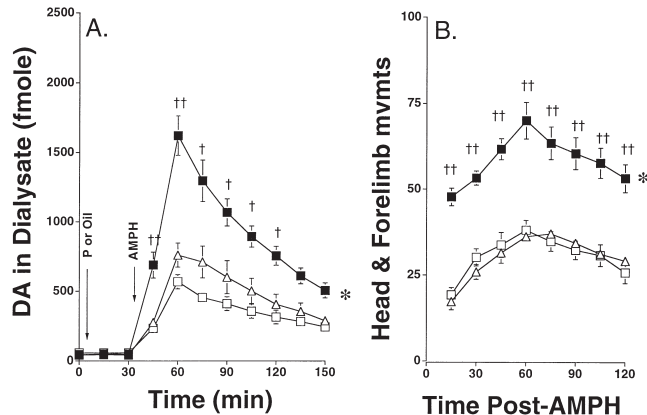 A.
DA in Dialysate (fmole)
2500
2000
1500
1000
500
0
P or Oil
AMPH
††
††
†
†
†
†
*
0 30 60 90 120 150
Time (min)
B.
Head & Forelimb mvmts
100
75
50
25
0
††
††
††
††
††
††
††
††
*
0 30 60 90 120
Time Post-AMPH